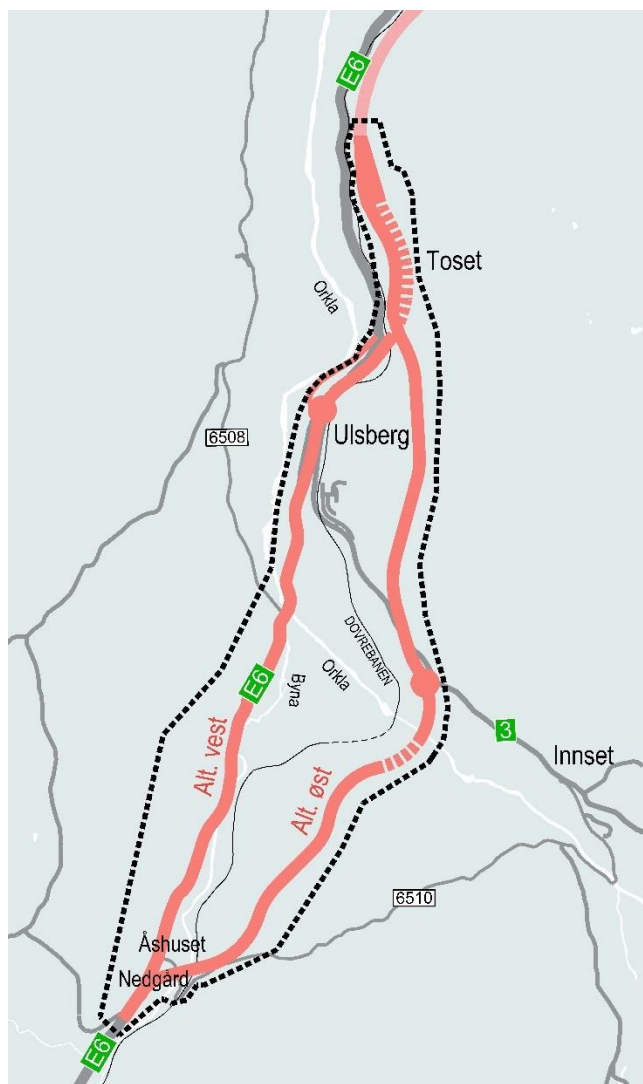 E6
Toset
Orkla
Ulsberg
6508
DOVREBANEN
Orkla
Byna
E6
3
Innset
Alt. vest
Alt. øst
6510
Åshuset
Nedgård
E6